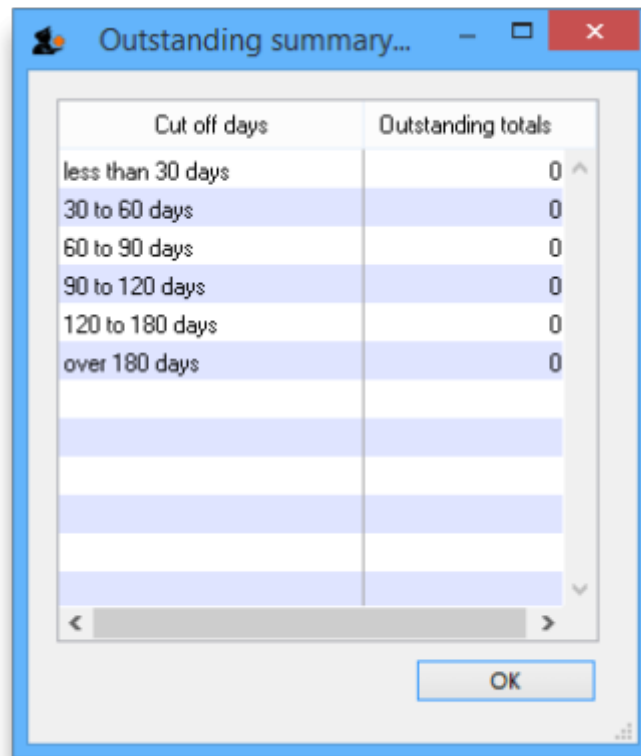 Outstanding summary...
Cut off days Outstanding totals
less than 30 days 0
30 to 60 days 0
60 to 90 days 0
90 to 120 days 0
120 to 180 days 0
over 180 days 0
OK